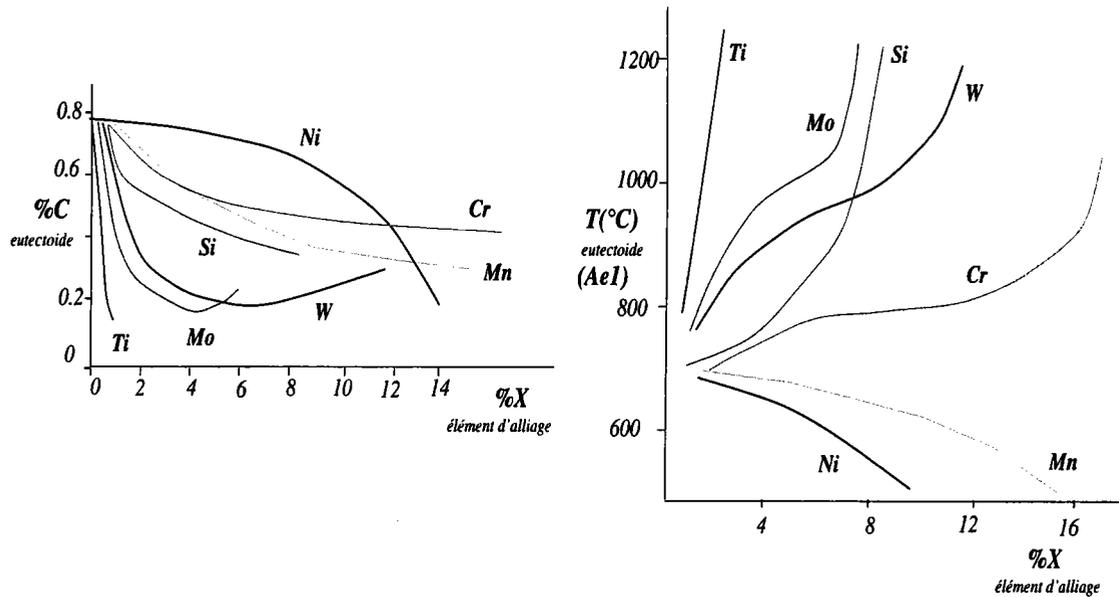 0.8
0.6
%C
eutectoide
0.2
0
Ni
Cr
Si
Mn
W
Ti
Mo
0 2 4 6 8 10 12 14
%X
élément d'alliage
1200
1000
T(°C)
eutectoide
(Ae1)
800
600
Ti
Si
Mo
W
Cr
Ni
Mn
4 8 12 16
%X
élément d'alliage